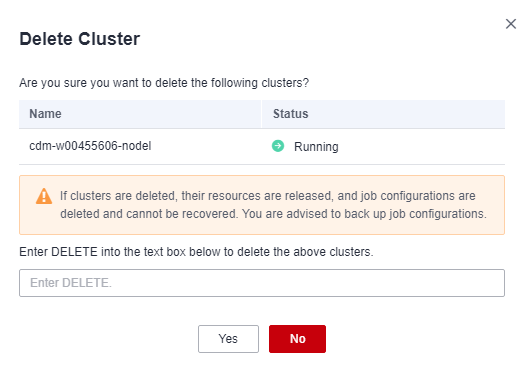 Delete Cluster
Are you sure you want to delete the following clusters?
Name Status
cdm-w00455606-nodel Running
If clusters are deleted, their resources are released, and job configurations are
deleted and cannot be recovered. You are advised to back up job configurations.
Enter DELETE into the text box below to delete the above clusters.
Enter DELETE.
Yes No